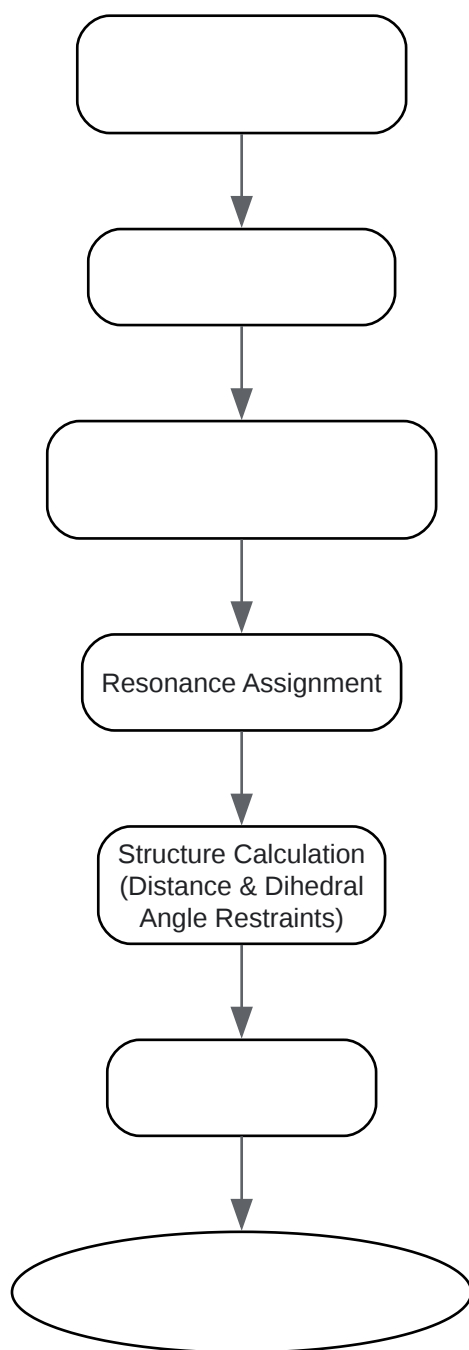 Resonance Assignment
Structure Calculation
(Distance & Dihedral
Angle Restraints)